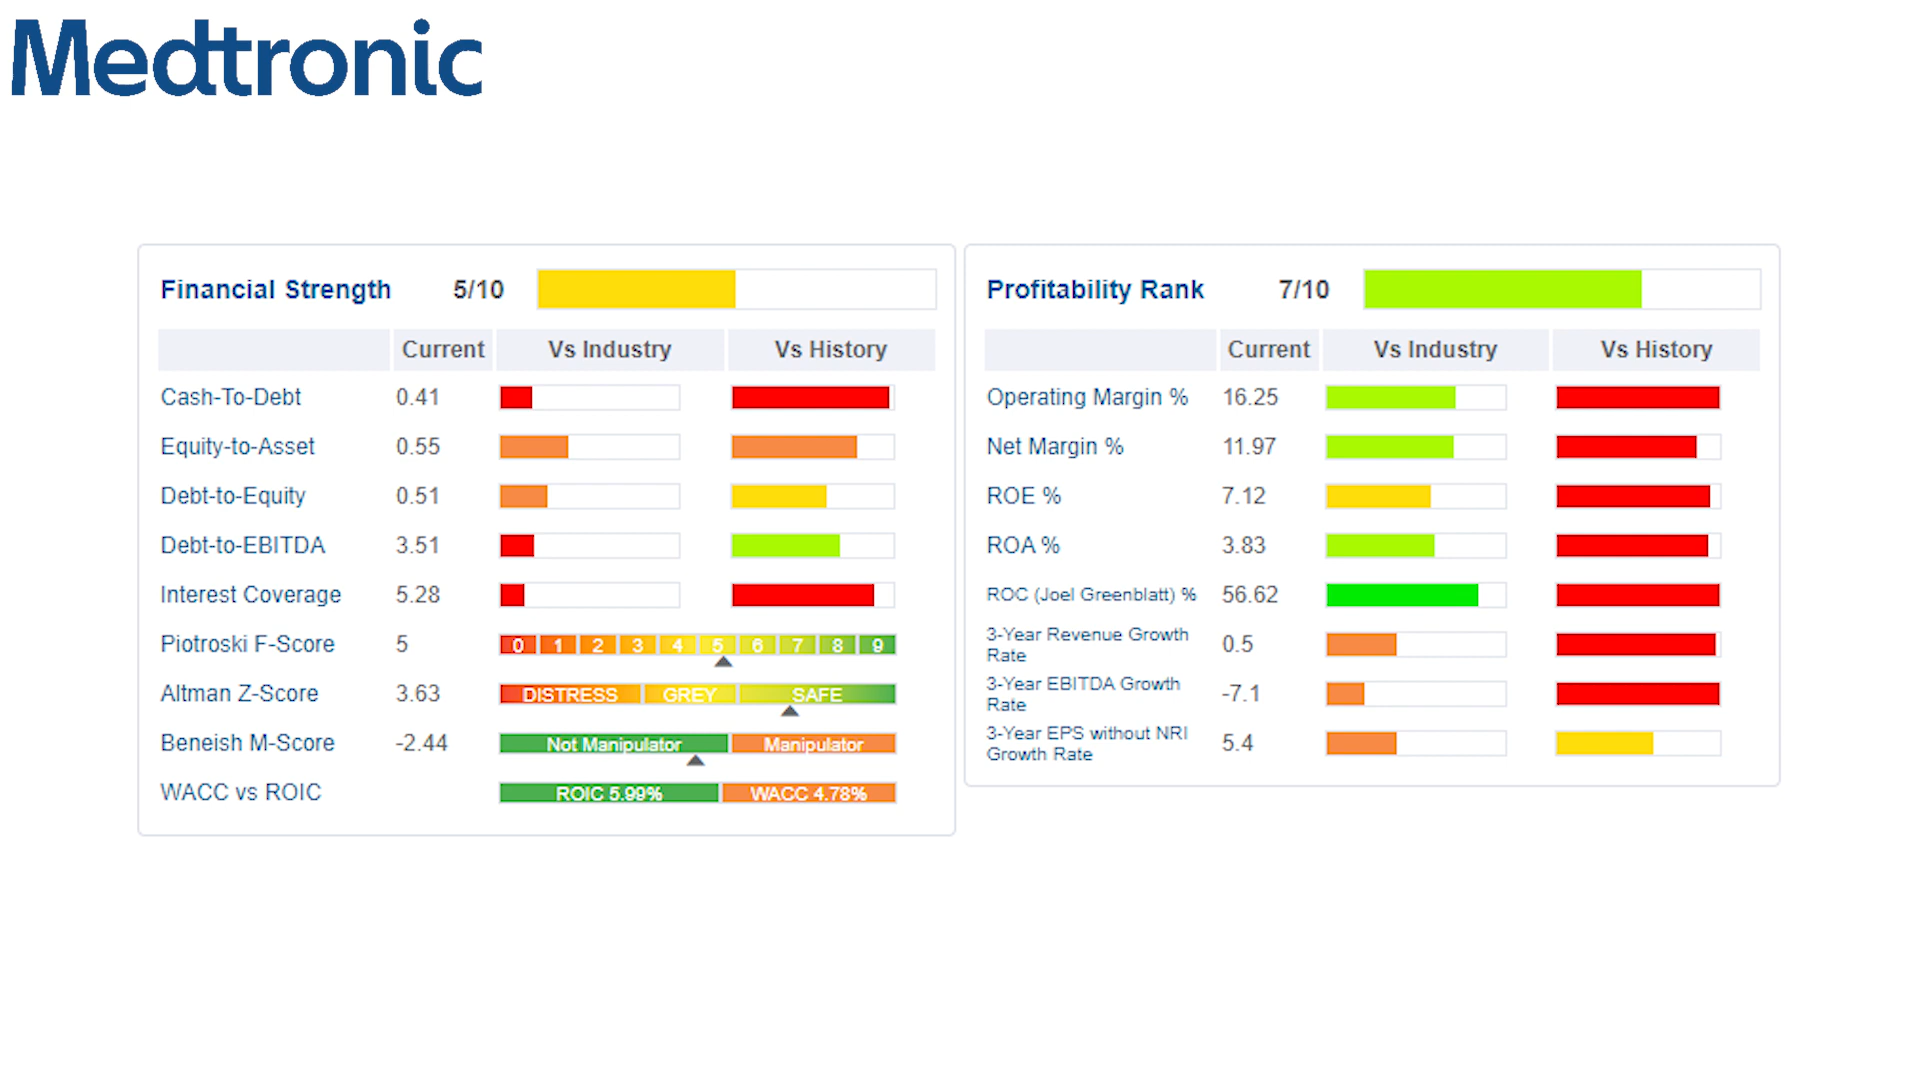 Medtronic
Financial Strength 5/10
Current Vs Industry Vs History
Cash-To-Debt 0.41
Equity-to-Asset 0.55
Debt-to-Equity 0.51
Debt-to-EBITDA 3.51
Interest Coverage 5.28
Piotroski F-Score 5 0 1 2 3 4 5 6 7 8 9
Altman Z-Score 3.63 DISTRESS GREY SAFE
Beneish M-Score -2.44 Not Manipulator Manipulator
WACC vs ROIC ROIC 5.99% WACC 4.78%
Profitability Rank 7/10
Current Vs Industry Vs History
Operating Margin % 16.25
Net Margin % 11.97
ROE % 7.12
ROA % 3.83
ROC (Joel Greenblatt) % 56.62
3-Year Revenue Growth
Rate 0.5
3-Year EBITDA Growth
Rate -7.1
3-Year EPS without NRI
Growth Rate 5.4